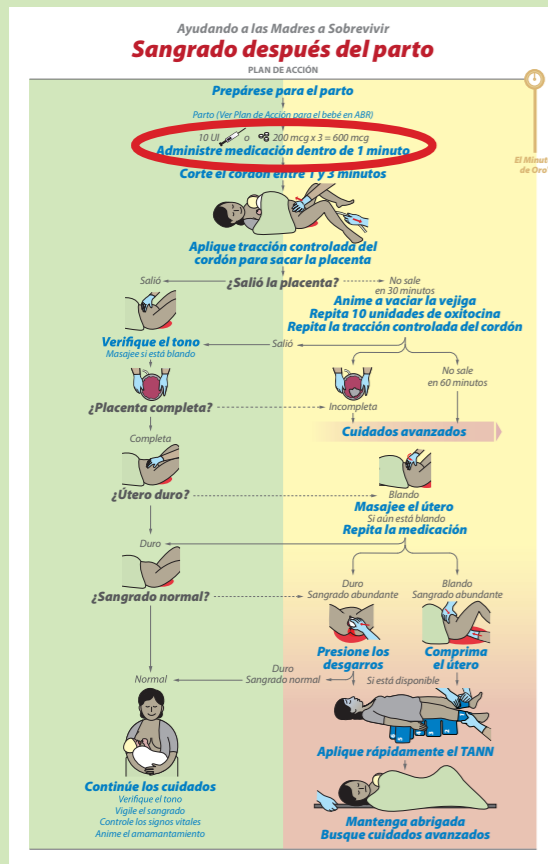 Ayudando a las Madres a Sobrevivir
Sangrado después del parto
PLAN DE ACCIÓN
Prepárese para el parto
Parto (Ver Plan de Acción para el bebé en ABR)
10 UI o 200 mcg x 3 = 600 mcg
Administre medicación dentro de 1 minuto
El Minuto
de Oro
Corte el cordón entre 1 y 3 minutos
Aplique tracción controlada del
cordón para sacar la placenta
Salió
¿Salió la placenta?
No sale
en 30 minutos
Anime a vaciar la vejiga
Repita 10 unidades de oxitocina
Repita la tracción controlada del cordón
Verifique el tono
Masajee si está blando
Salió
No sale
en 60 minutos
¿Placenta completa?
Incompleta
Completa
Cuidados avanzados
¿Útero duro?
Blando
Masajee el útero
Si aún está blando
Repita la medicación
Duro
¿Sangrado normal?
Duro
Sangrado abundante
Blando
Sangrado abundante
Presione los
desgarros
Comprima
el útero
Normal
Duro
Sangrado normal
Si está disponible
Aplique rápidamente el TANN
Continúe los cuidados
Verifique el tono
Vigile el sangrado
Controle los signos vitales
Anime el amamantamiento
Mantenga abrigada
Busque cuidados avanzados